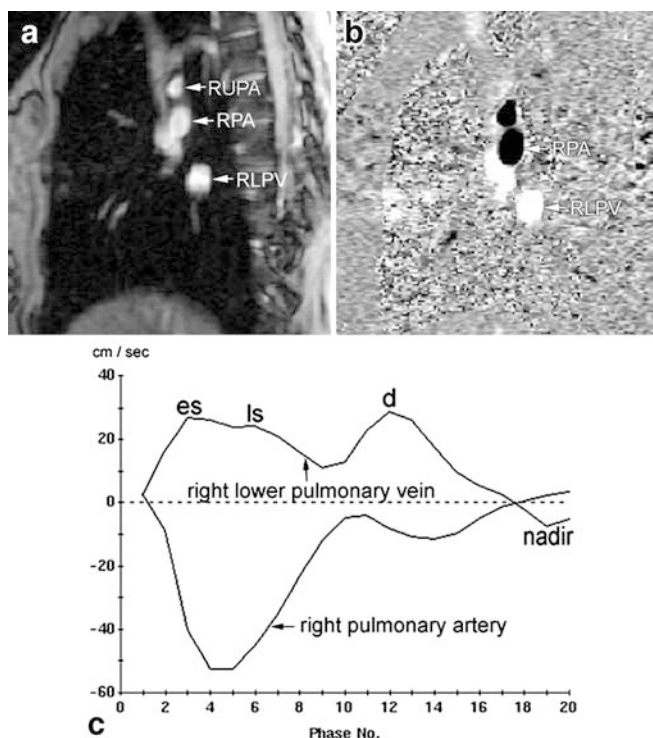 a
RUPA
RPA
RLPV
b
RPA
RLPV
cm / sec
40
20
0
-20
-40
-60
es
ls
d
right lower pulmonary vein
nadir
right pulmonary artery
0 2 4 6 8 10 12 14 16 18 20
c
Phase No.